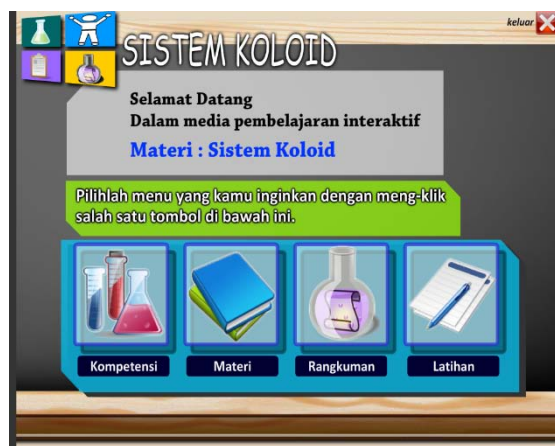 keluar
SISTEM KOLOID
Selamat Datang
Dalam media pembelajaran interaktif
Materi : Sistem Koloid
Pilihlah menu yang kamu inginkan dengan meng-klik
salah satu tombol di bawah ini.
Kompetensi
Materi
Rangkuman
Latihan